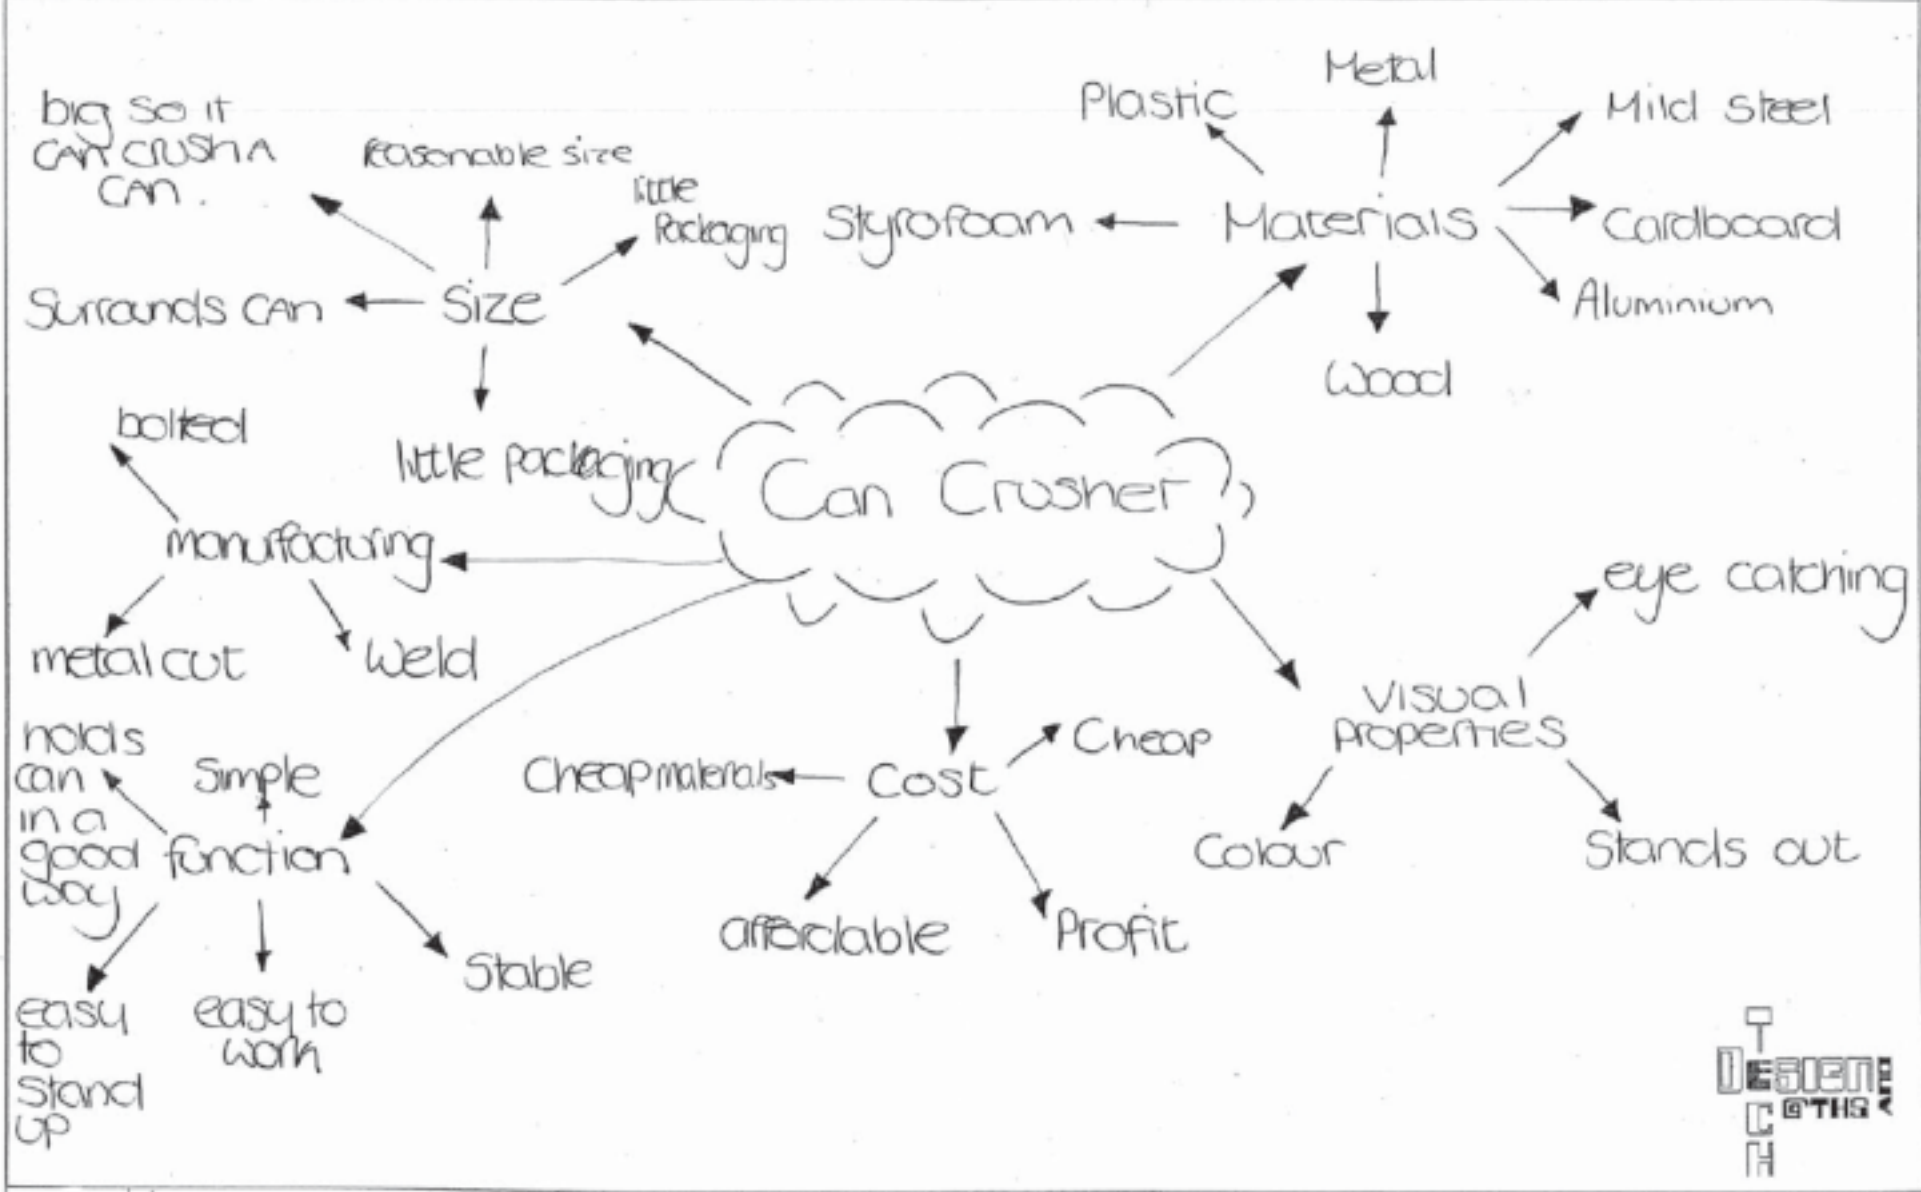 big so it
can crush a
can.
reasonable size
little
Packaging
Surrounds can
Size
little packaging
Plastic
Metal
Mild Steel
Styrofoam
Materials
Cardboard
Aluminium
Wood
Can Crusher
bolted
manufacturing
metal cut
Weld
holds
can
in a
good
way
Simple
function
easy
to
Stand
up
easy to
work
Stable
Cheap materials
Cost
Cheap
affordable
Profit
Visual
properties
eye catching
Colour
Stands out
TECH
DESIGN
@THS